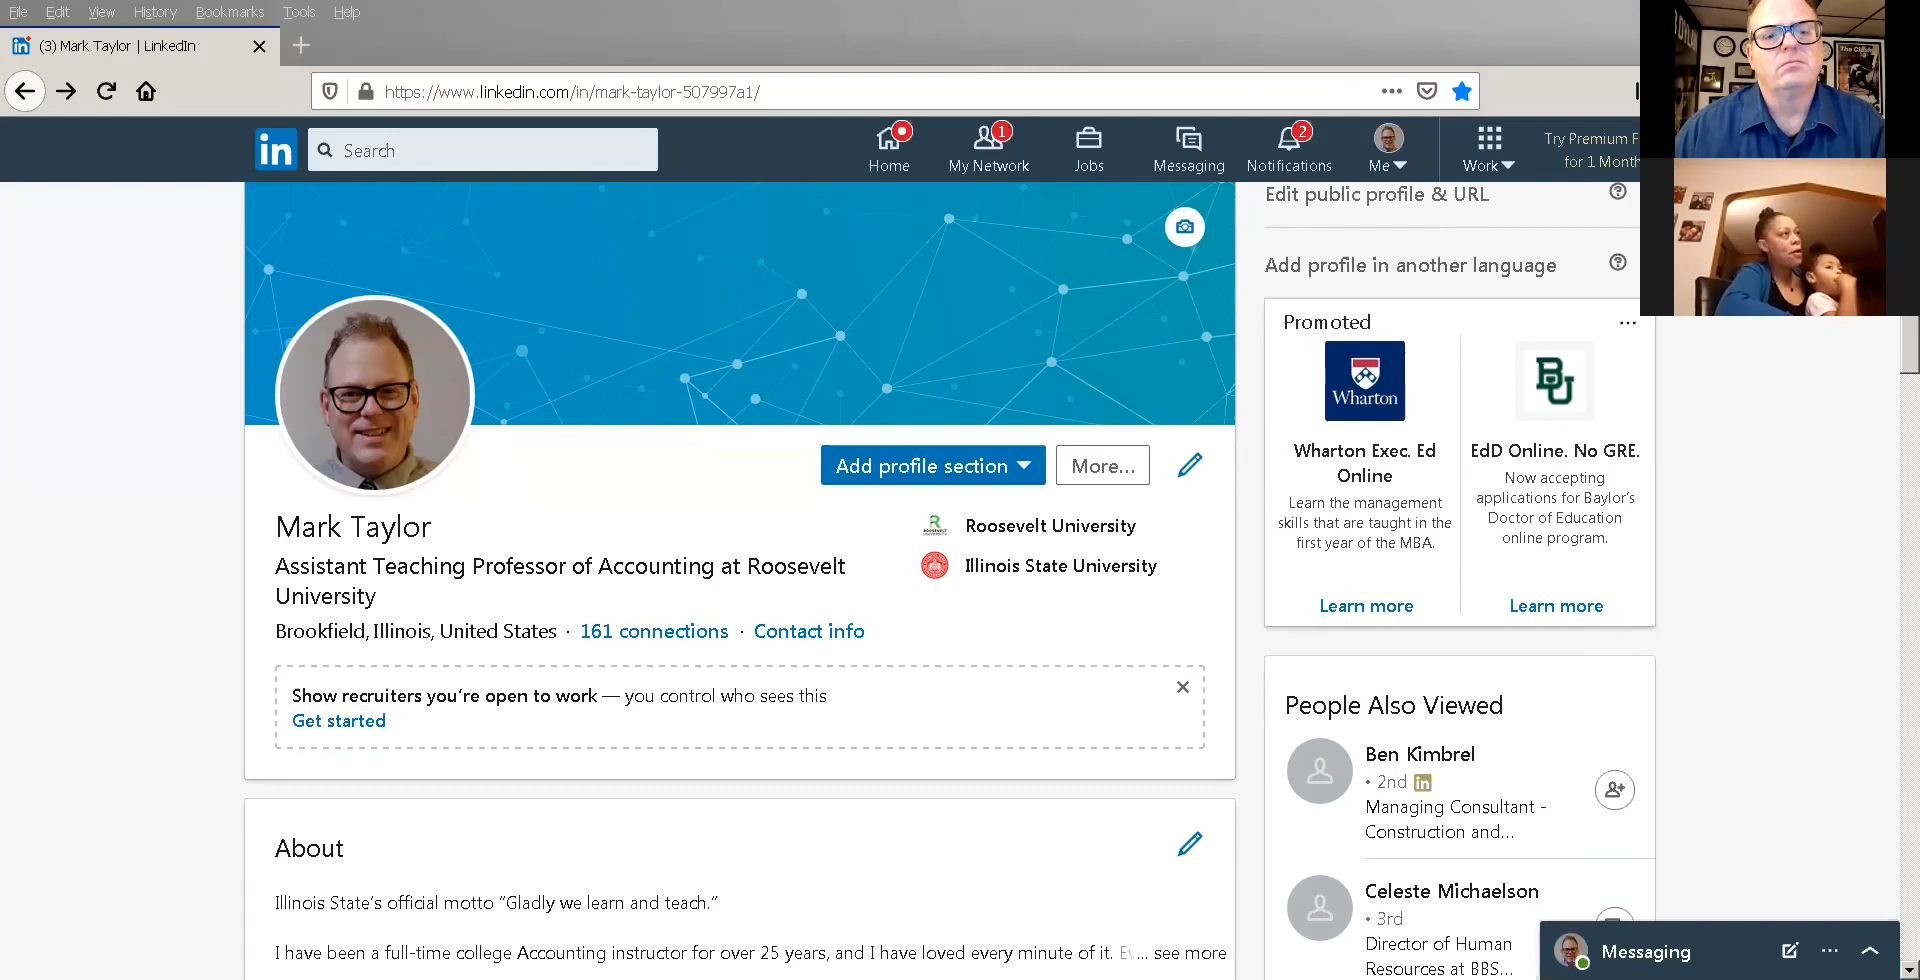 File Edit View History Bookmarks Tools Help
(3) Mark Taylor | LinkedIn
https://www.linkedin.com/in/mark-taylor-507997a1/
in Search
Home
1
My Network
Jobs
Messaging
2
Notifications
Me
Work
Try Premium F
for 1 Month
Edit public profile & URL
Add profile in another language
Promoted
Wharton
Wharton Exec. Ed
Online
Learn the management
skills that are taught in the
first year of the MBA.
Learn more
BU
EdD Online. No GRE.
Now accepting
applications for Baylor's
Doctor of Education
online program.
Learn more
Add profile section
More...
Mark Taylor
Assistant Teaching Professor of Accounting at Roosevelt
University
Brookfield, Illinois, United States · 161 connections · Contact info
ROOSEVELT
UNIVERSITY
Roosevelt University
Illinois State University
Show recruiters you're open to work — you control who sees this
Get started
About
Illinois State's official motto "Gladly we learn and teach."
I have been a full-time college Accounting instructor for over 25 years, and I have loved every minute of it. Ev... see more
People Also Viewed
Ben Kimbrel
• 2nd in
Managing Consultant -
Construction and...
Celeste Michaelson
• 3rd
Director of Human
Resources at BBS...
Messaging
The Clash